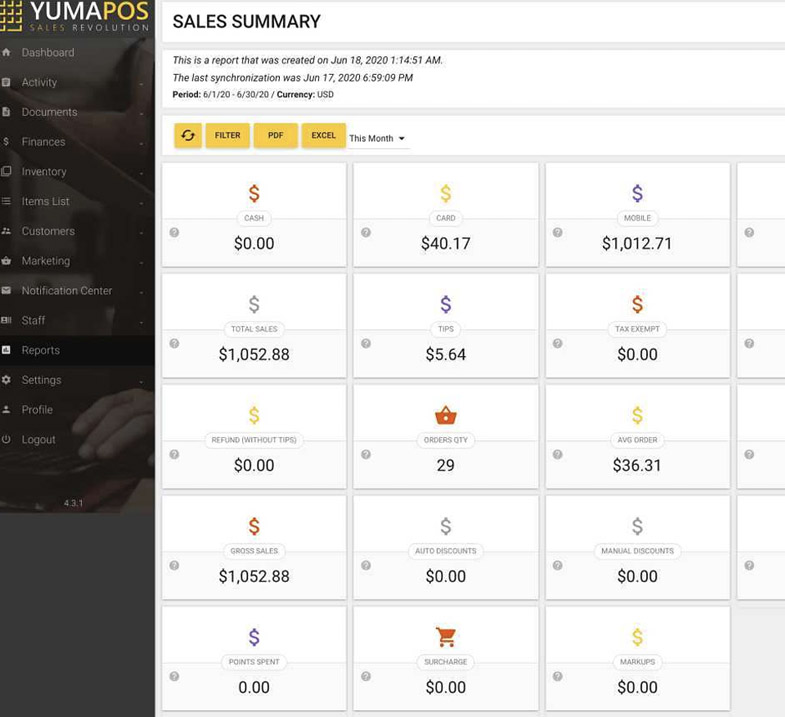 YUMAPOS
SALES REVOLUTION
Dashboard
Activity
Documents
Finances
Inventory
Items List
Customers
Marketing
Notification Center
Staff
Reports
Settings
Profile
Logout
4.3.1
SALES SUMMARY
This is a report that was created on Jun 18, 2020 1:14:51 AM.
The last synchronization was Jun 17, 2020 6:59:09 PM
Period: 6/1/20 - 6/30/20 / Currency: USD
FILTER PDF EXCEL This Month
$ $ $
CASH CARD MOBILE
? ? ? ?
$0.00 $40.17 $1,012.71
$ $ $
TOTAL SALES TIPS TAX EXEMPT
? ? ? ?
$1,052.88 $5.64 $0.00
$ $
REFUND (WITHOUT TIPS) ORDERS QTY AVG ORDER
? ? ? ?
$0.00 29 $36.31
$ $ $
GROSS SALES AUTO DISCOUNTS MANUAL DISCOUNTS
? ? ? ?
$1,052.88 $0.00 $0.00
$ $
POINTS SPENT SURCHARGE MARKUPS
? ? ?
0.00 $0.00 $0.00